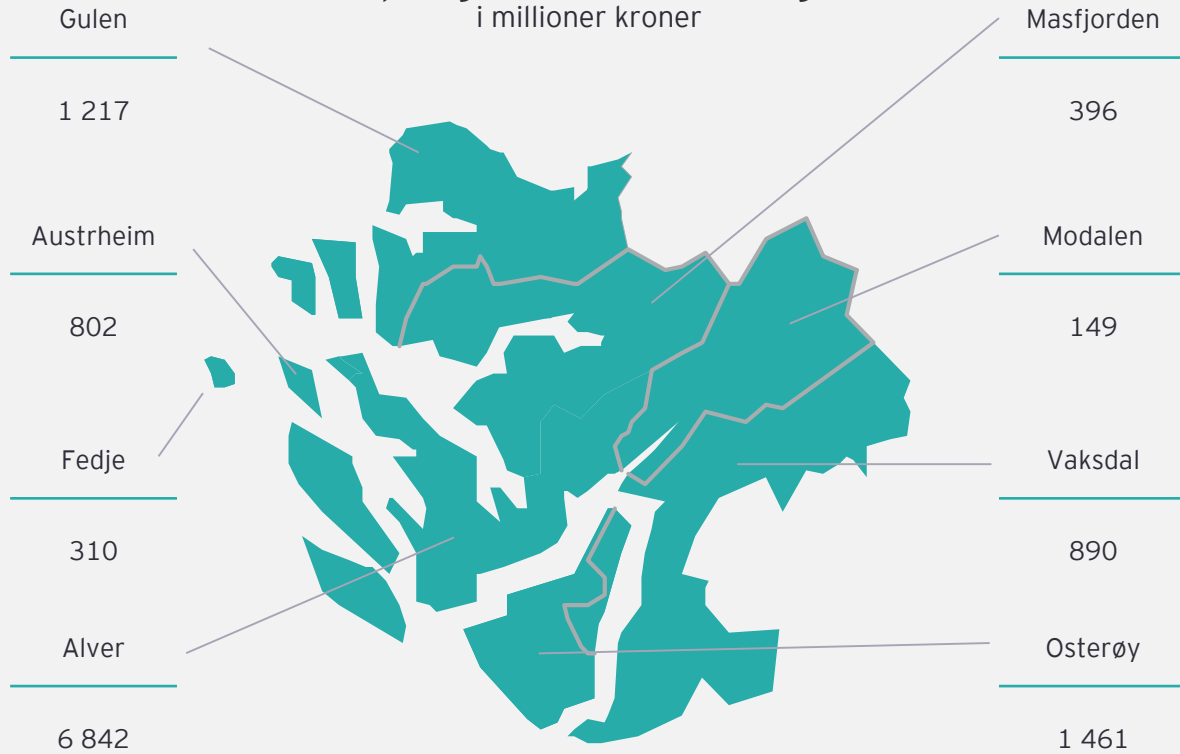 i millioner kroner
Gulen
1 217
Austrheim
802
Fedje
310
Alver
6 842
Masfjorden
396
Modalen
149
Vaksdal
890
Osterøy
1 461